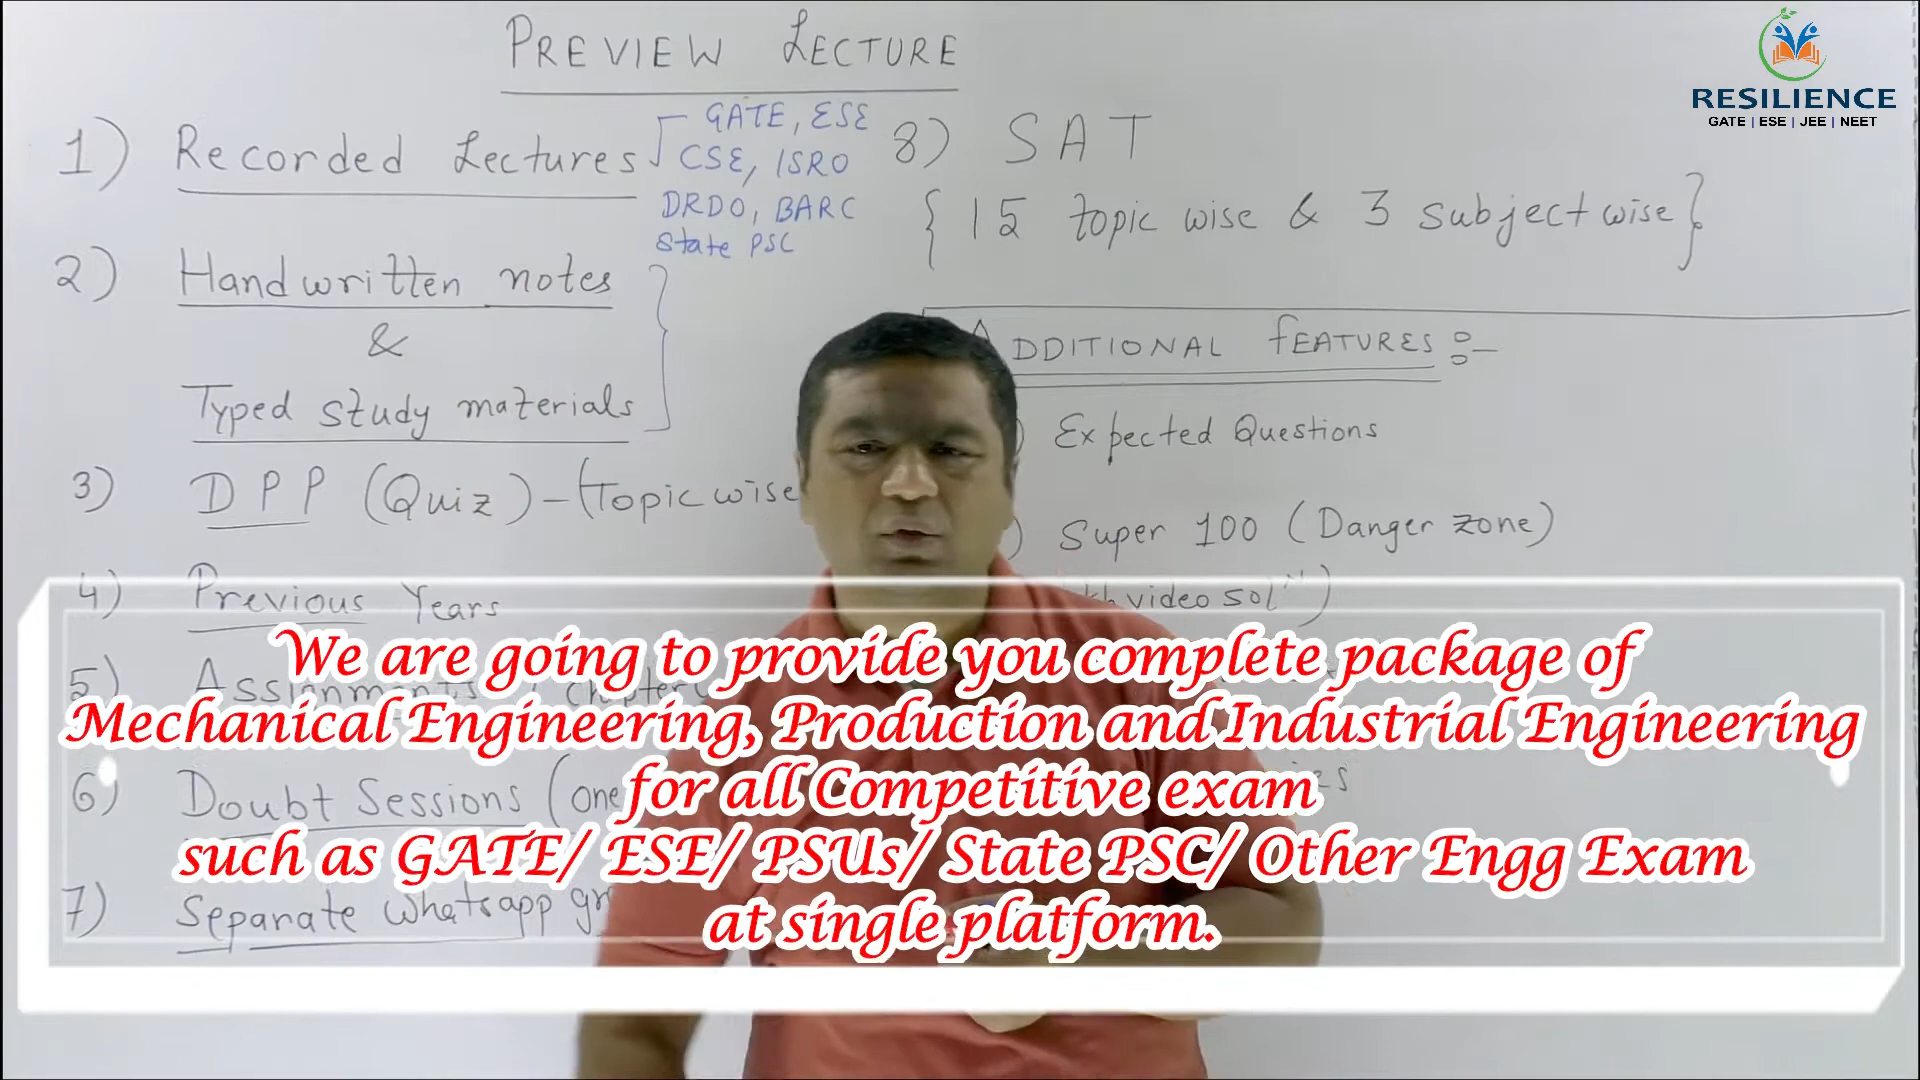 PREVIEW LECTURE
RESILIENCE
GATE | ESE | JEE | NEET
1) Recorded Lectures
GATE, ESE
CSE, ISRO
DRDO, BARC
State PSC
2) Handwritten notes
&
Typed study materials
3) DPP (Quiz) - (Topic wise
4) Previous Years
5) Assignments
6) Doubt Sessions (one
7) Separate whatsapp
8) SAT
{ 15 topic wise & 3 subject wise }
ADDITIONAL FEATURES :-
Expected Questions
Super 100 (Danger zone)
video solⁿ)
We are going to provide you complete package of
Mechanical Engineering, Production and Industrial Engineering
for all Competitive exam
such as GATE/ ESE/ PSUs/ State PSC/ Other Engg Exam
at single platform.